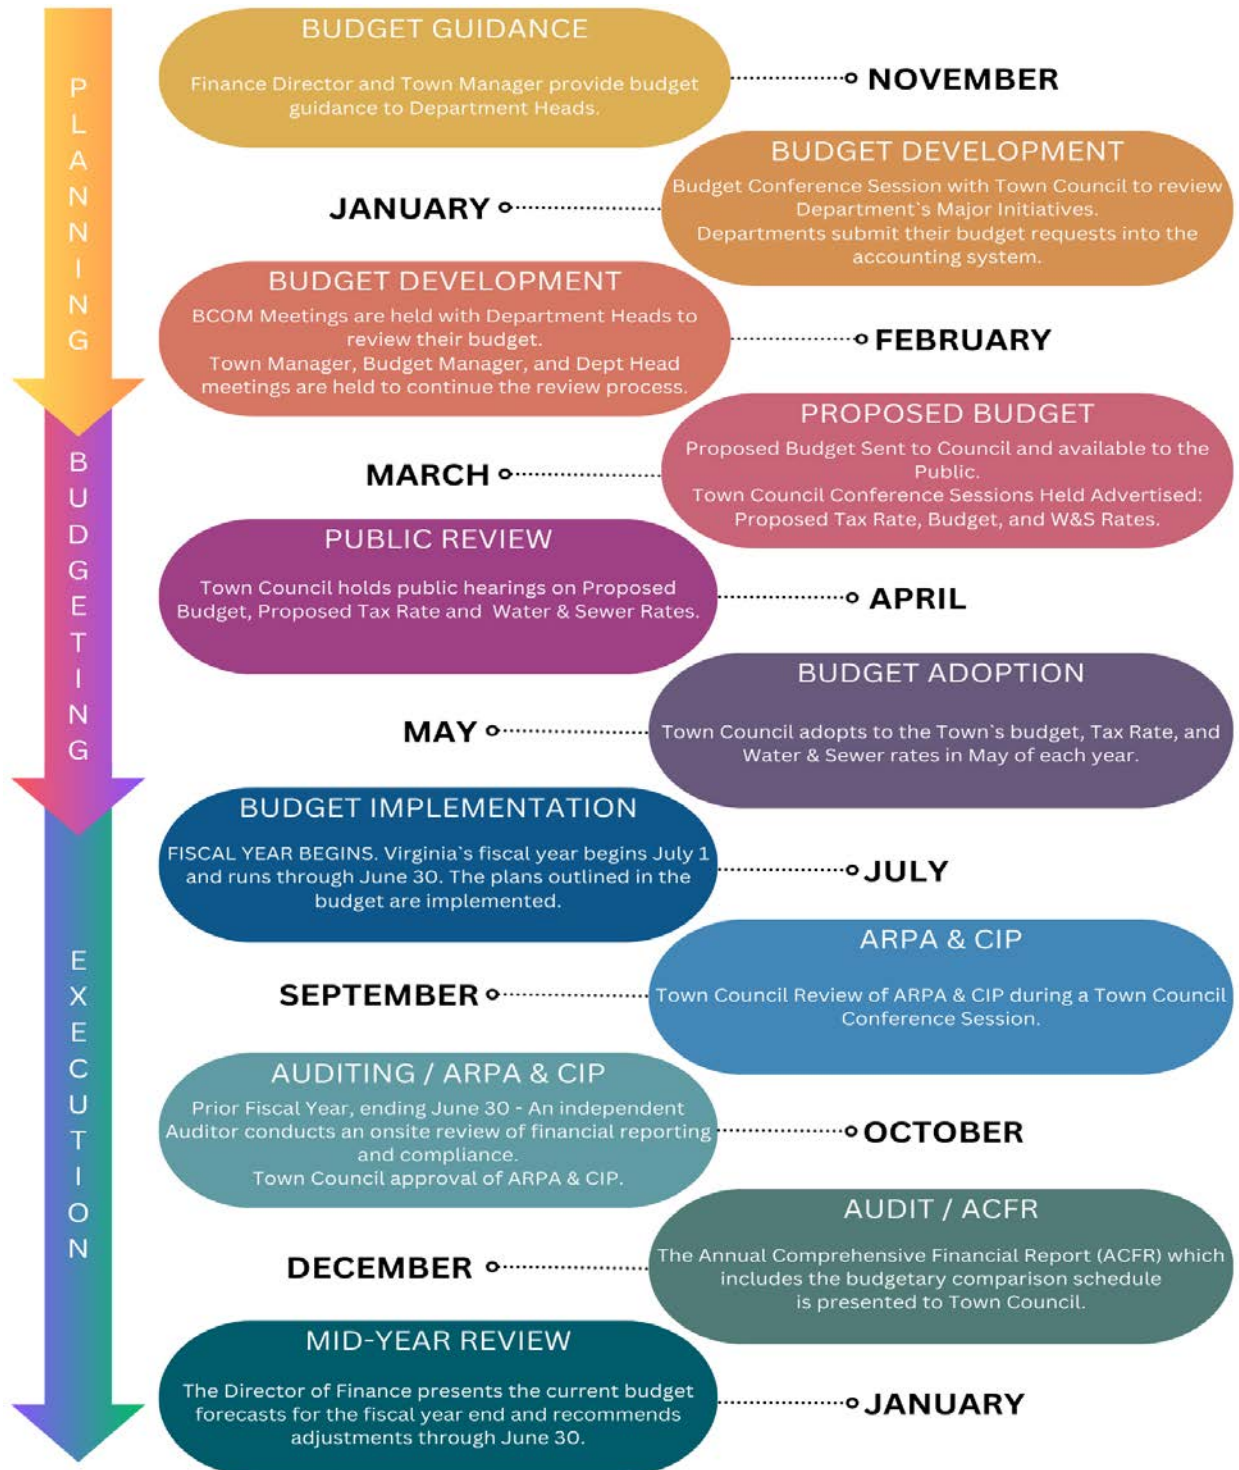 PLANNING
BUDGET GUIDANCE
Finance Director and Town Manager provide budget
guidance to Department Heads.
NOVEMBER
BUDGET DEVELOPMENT
Budget Conference Session with Town Council to review
Department`s Major Initiatives.
Departments submit their budget requests into the
accounting system.
JANUARY
BUDGET DEVELOPMENT
BCOM Meetings are held with Department Heads to
review their budget.
Town Manager, Budget Manager, and Dept Head
meetings are held to continue the review process.
FEBRUARY
BUDGETING
PROPOSED BUDGET
Proposed Budget Sent to Council and available to the
Public.
Town Council Conference Sessions Held Advertised:
Proposed Tax Rate, Budget, and W&S Rates.
MARCH
PUBLIC REVIEW
Town Council holds public hearings on Proposed
Budget, Proposed Tax Rate and Water & Sewer Rates.
APRIL
BUDGET ADOPTION
Town Council adopts to the Town`s budget, Tax Rate, and
Water & Sewer rates in May of each year.
MAY
EXECUTION
BUDGET IMPLEMENTATION
FISCAL YEAR BEGINS. Virginia`s fiscal year begins July 1
and runs through June 30. The plans outlined in the
budget are implemented.
JULY
ARPA & CIP
Town Council Review of ARPA & CIP during a Town Council
Conference Session.
SEPTEMBER
AUDITING / ARPA & CIP
Prior Fiscal Year, ending June 30 - An independent
Auditor conducts an onsite review of financial reporting
and compliance.
Town Council approval of ARPA & CIP.
OCTOBER
AUDIT / ACFR
The Annual Comprehensive Financial Report (ACFR) which
includes the budgetary comparison schedule
is presented to Town Council.
DECEMBER
MID-YEAR REVIEW
The Director of Finance presents the current budget
forecasts for the fiscal year end and recommends
adjustments through June 30.
JANUARY